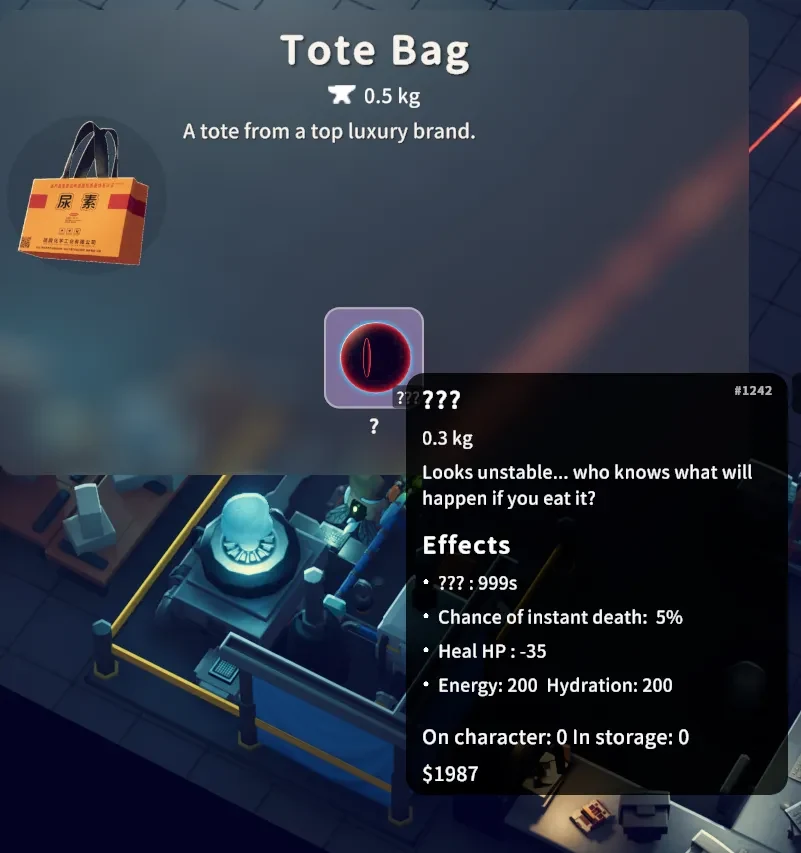 Tote Bag
0.5 kg
A tote from a top luxury brand.
尿素
???
?
???
#1242
0.3 kg
Looks unstable... who knows what will
happen if you eat it?
Effects
• ??? : 999s
• Chance of instant death: 5%
• Heal HP : -35
• Energy: 200 Hydration: 200
On character: 0 In storage: 0
$1987